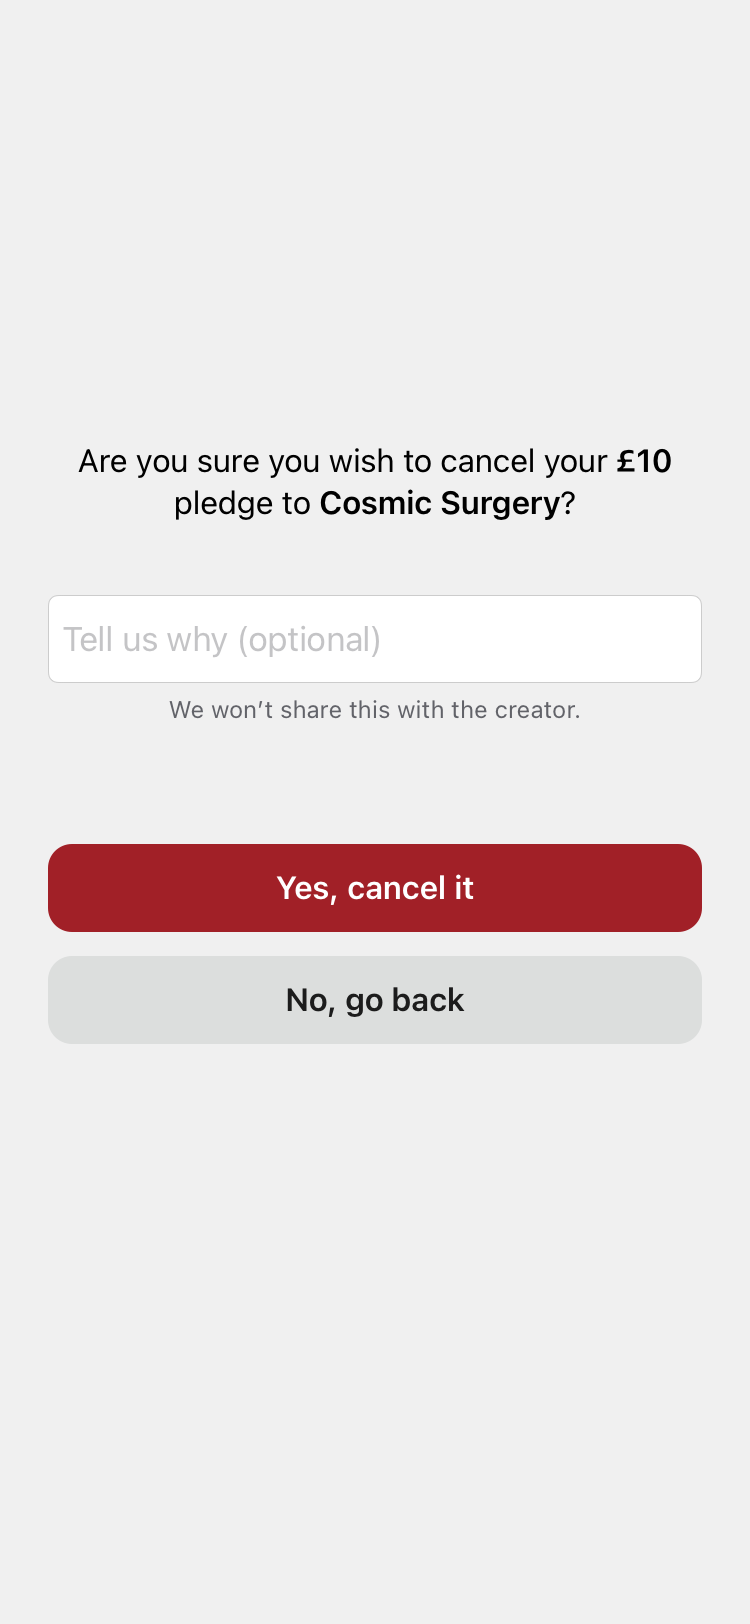 Are you sure you wish to cancel your £10
pledge to Cosmic Surgery?
Tell us why (optional)
We won’t share this with the creator.
Yes, cancel it
No, go back